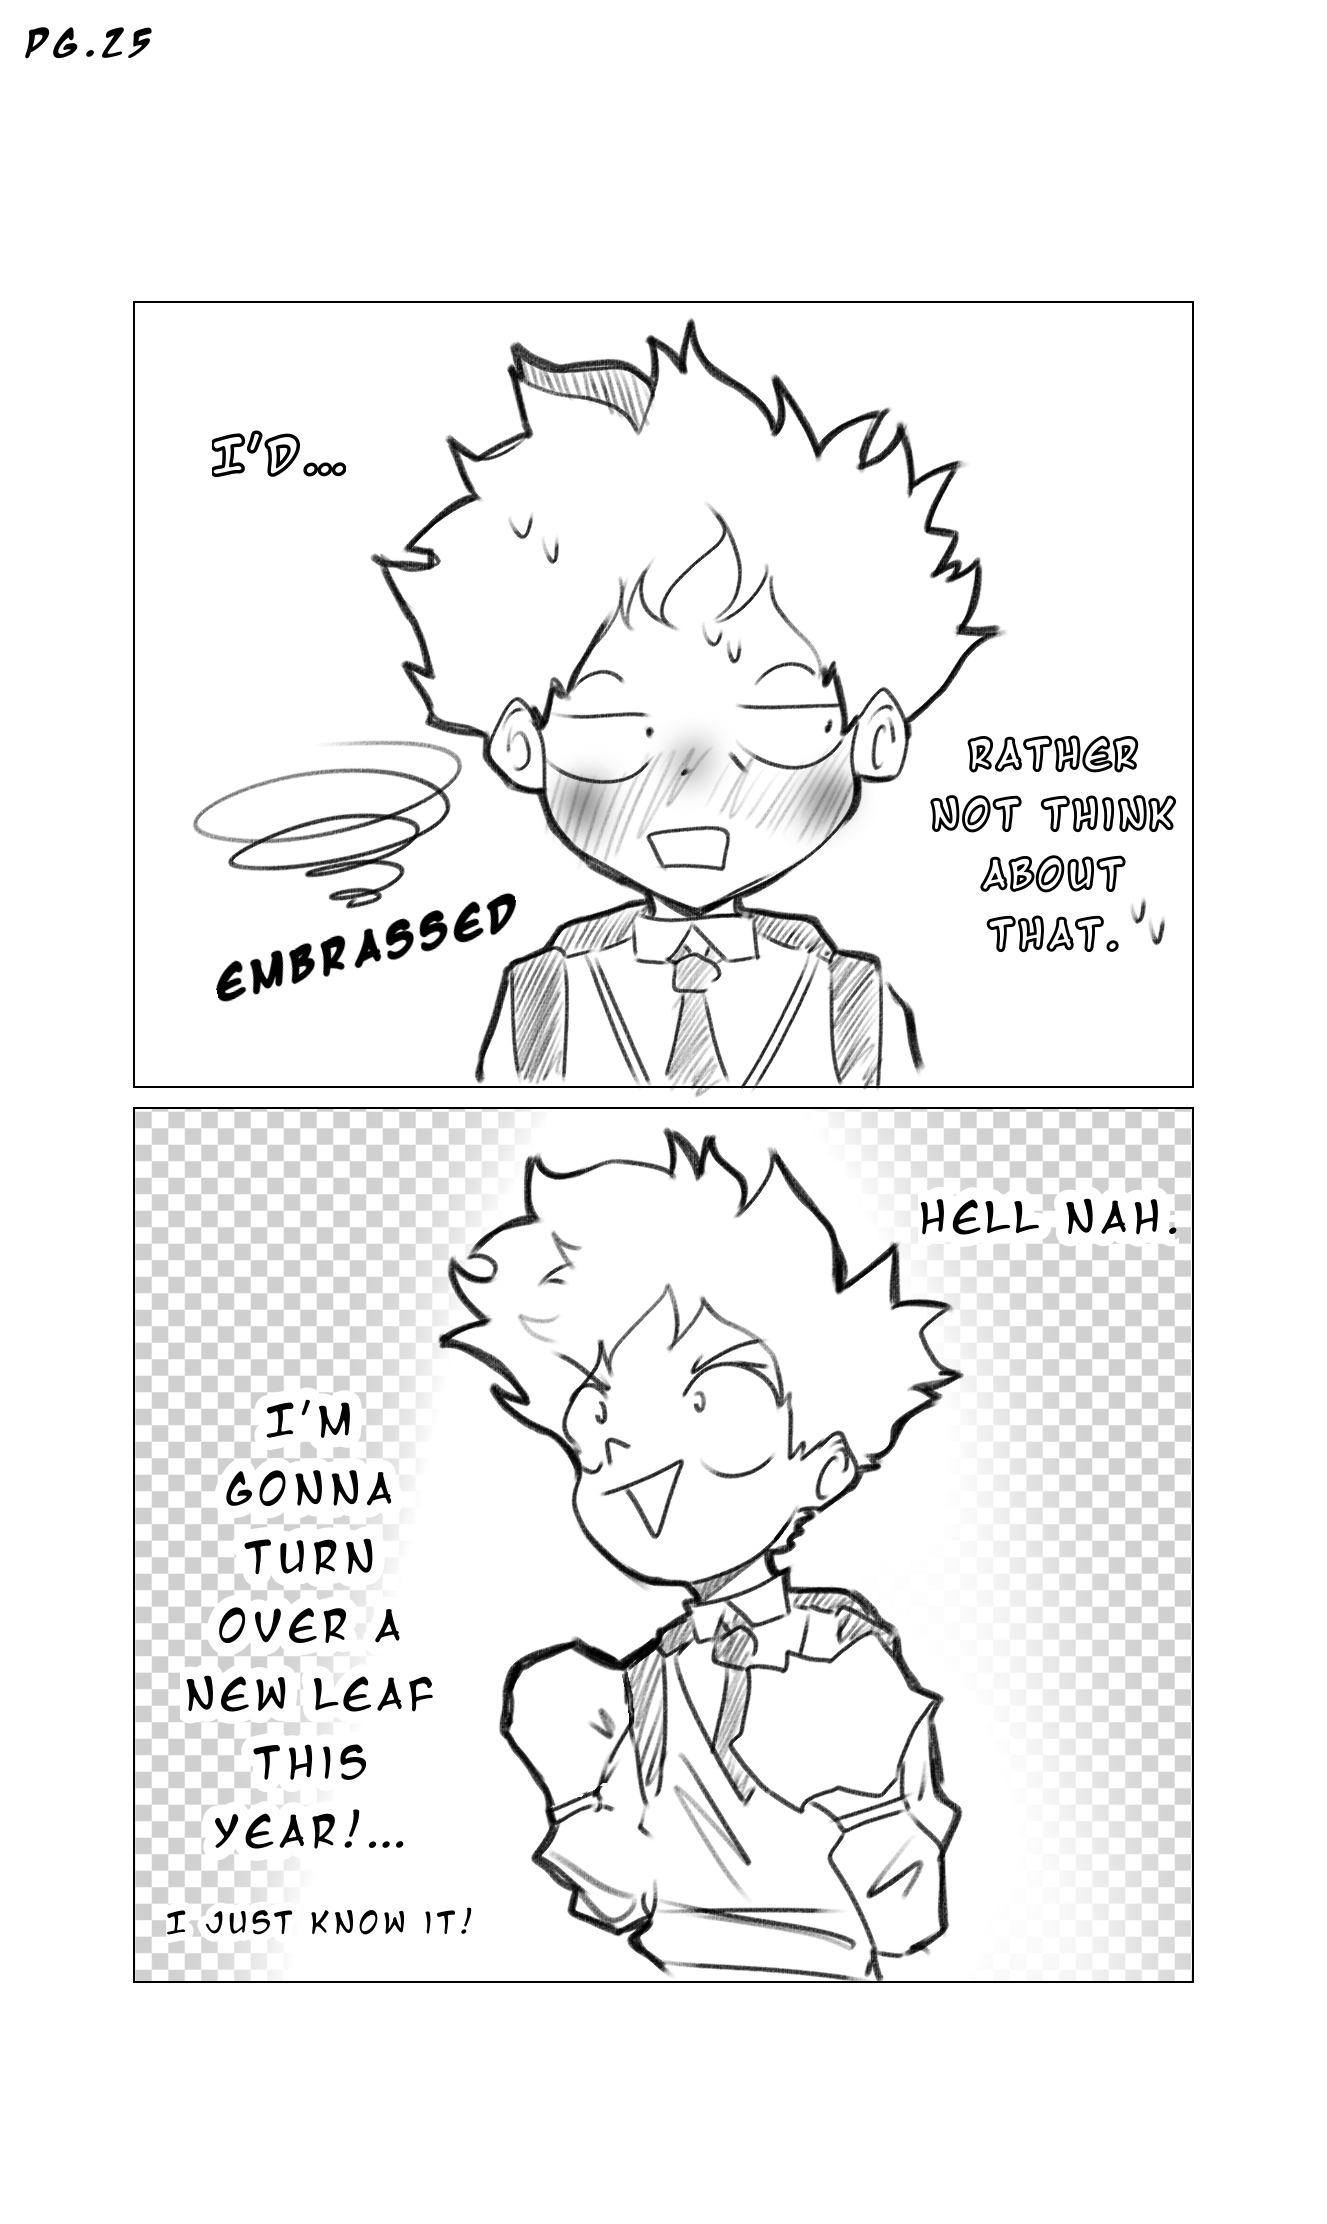 PG.25
I'D...
RATHER
NOT THINK
ABOUT
THAT.
EMBRASSED
HELL NAH.
I'M
GONNA
TURN
OVER A
NEW LEAF
THIS
YEAR!...
I JUST KNOW IT!